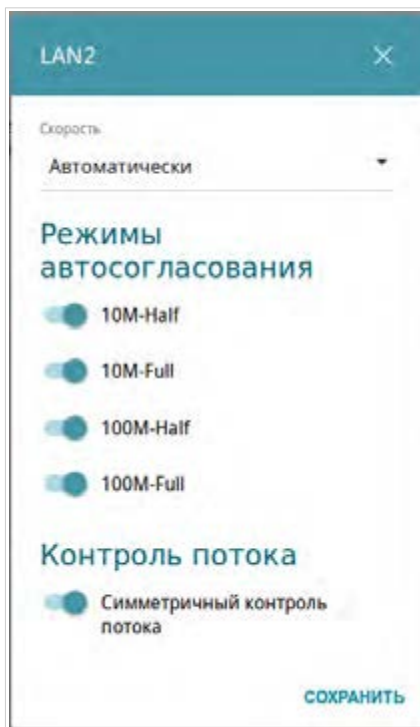 LAN2
Скорость
Автоматически
Режимы
автосогласования
10M-Half
10M-Full
100M-Half
100M-Full
Контроль потока
Симметричный контроль
потока
СОХРАНИТЬ